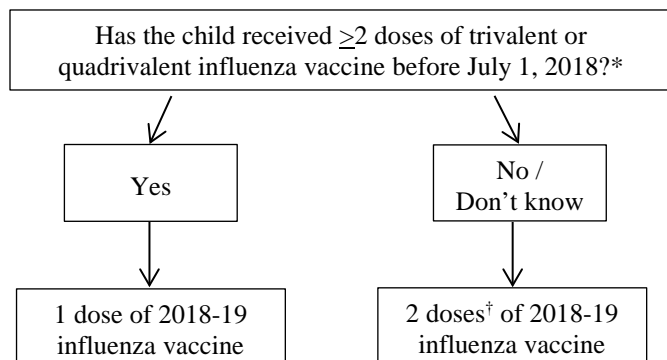 Has the child received ≥2 doses of trivalent or
quadrivalent influenza vaccine before July 1, 2018?*
Yes
No /
Don’t know
1 dose of 2018-19
influenza vaccine
2 doses† of 2018-19
influenza vaccine